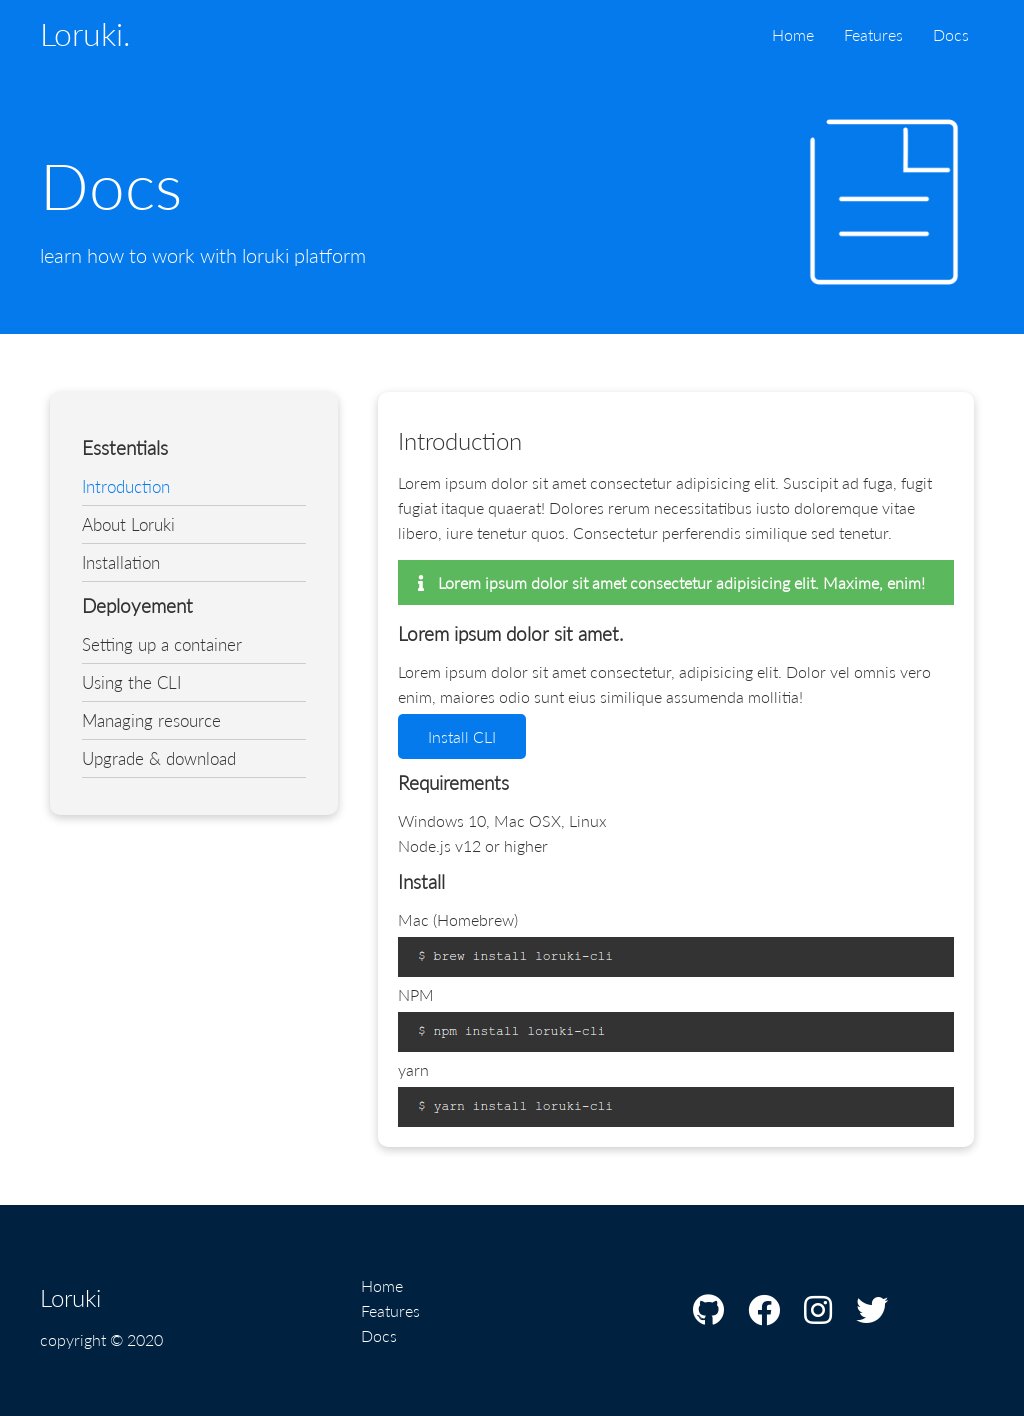 Loruki.
Home
Features
Docs
Docs
learn how to work with loruki platform
Esstentials
Introduction
About Loruki
Installation
Deployement
Setting up a container
Using the CLI
Managing resource
Upgrade & download
Introduction
Lorem ipsum dolor sit amet consectetur adipisicing elit. Suscipit ad fuga, fugit
fugiat itaque quaerat! Dolores rerum necessitatibus iusto doloremque vitae
libero, iure tenetur quos. Consectetur perferendis similique sed tenetur.
Lorem ipsum dolor sit amet consectetur adipisicing elit. Maxime, enim!
Lorem ipsum dolor sit amet.
Lorem ipsum dolor sit amet consectetur, adipisicing elit. Dolor vel omnis vero
enim, maiores odio sunt eius similique assumenda mollitia!
Install CLI
Requirements
Windows 10, Mac OSX, Linux
Node.js v12 or higher
Install
Mac (Homebrew)
$ brew install loruki-cli
NPM
$ npm install loruki-cli
yarn
$ yarn install loruki-cli
Loruki
copyright © 2020
Home
Features
Docs